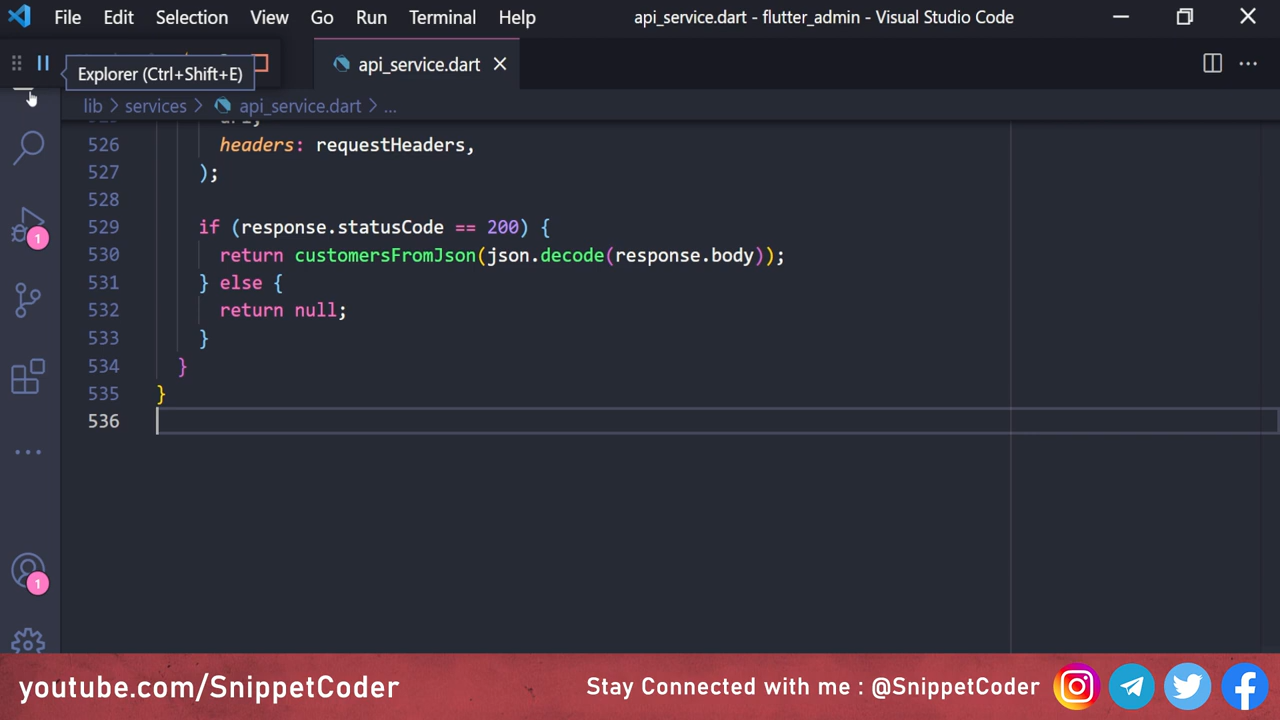 File Edit Selection View Go Run Terminal Help api_service.dart - flutter_admin - Visual Studio Code
Explorer (Ctrl+Shift+E)
api_service.dart
lib > services > api_service.dart > ...
526 headers: requestHeaders,
527 );
528
529 if (response.statusCode == 200) {
530 return customersFromJson(json.decode(response.body));
531 } else {
532 return null;
533 }
534 }
535 }
536
1
1
youtube.com/SnippetCoder
Stay Connected with me : @SnippetCoder